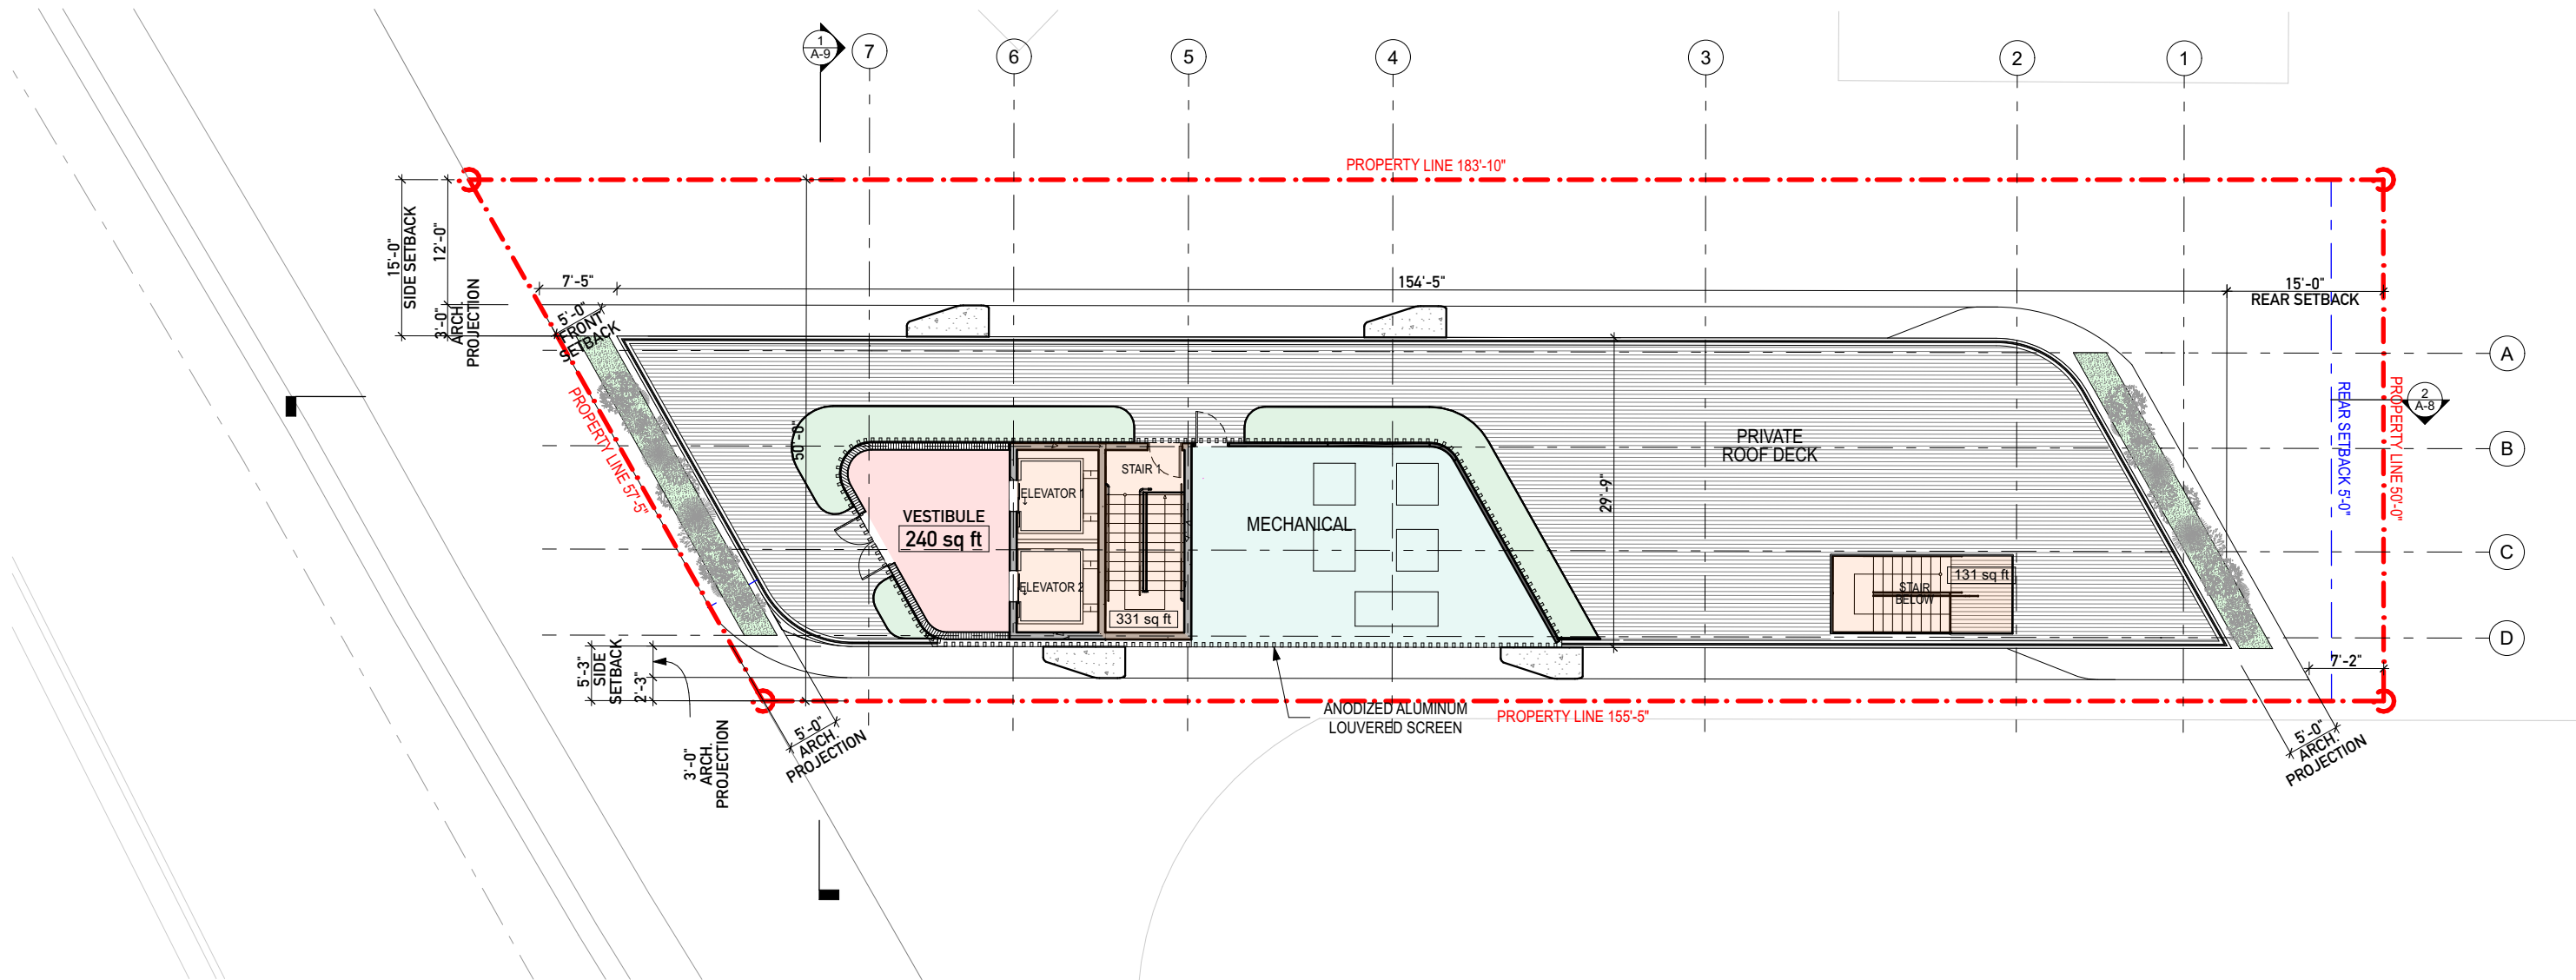 1
A-9
7
6
5
4
3
2
1
PROPERTY LINE 183'-10"
15'-0"
SIDE SETBACK
12'-0"
3'-0"
ARCH.
PROJECTION
7'-5"
154'-5"
15'-0"
REAR SETBACK
5'-0"
FRONT
SETBACK
A
PROPERTY LINE 57'-5"
50'-0"
STAIR 1
ELEVATOR 1
VESTIBULE
240 sq ft
MECHANICAL
29'-9"
PRIVATE
ROOF DECK
REAR SETBACK 5'-0"
PROPERTY LINE 50'-0"
2
A-8
B
C
ELEVATOR 2
331 sq ft
STAIR
BELOW
131 sq ft
D
5'-3"
SIDE
SETBACK
2'-3"
7'-2"
ANODIZED ALUMINUM
LOUVERED SCREEN
PROPERTY LINE 155'-5"
3'-0"
ARCH.
PROJECTION
5'-0"
ARCH.
PROJECTION
5'-0"
ARCH.
PROJECTION